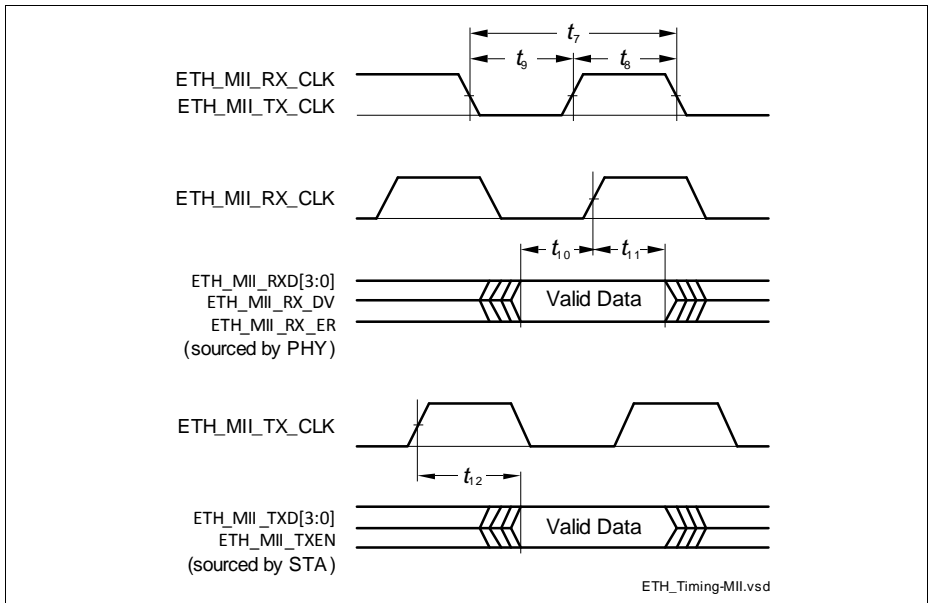 t7
t9 t8
ETH_MII_RX_CLK
ETH_MII_TX_CLK
ETH_MII_RX_CLK
t10 t11
ETH_MII_RXD[3:0]
ETH_MII_RX_DV
ETH_MII_RX_ER
(sourced by PHY)
Valid Data
ETH_MII_TX_CLK
t12
ETH_MII_TXD[3:0]
ETH_MII_TXEN
(sourced by STA)
Valid Data
ETH_Timing-MII.vsd